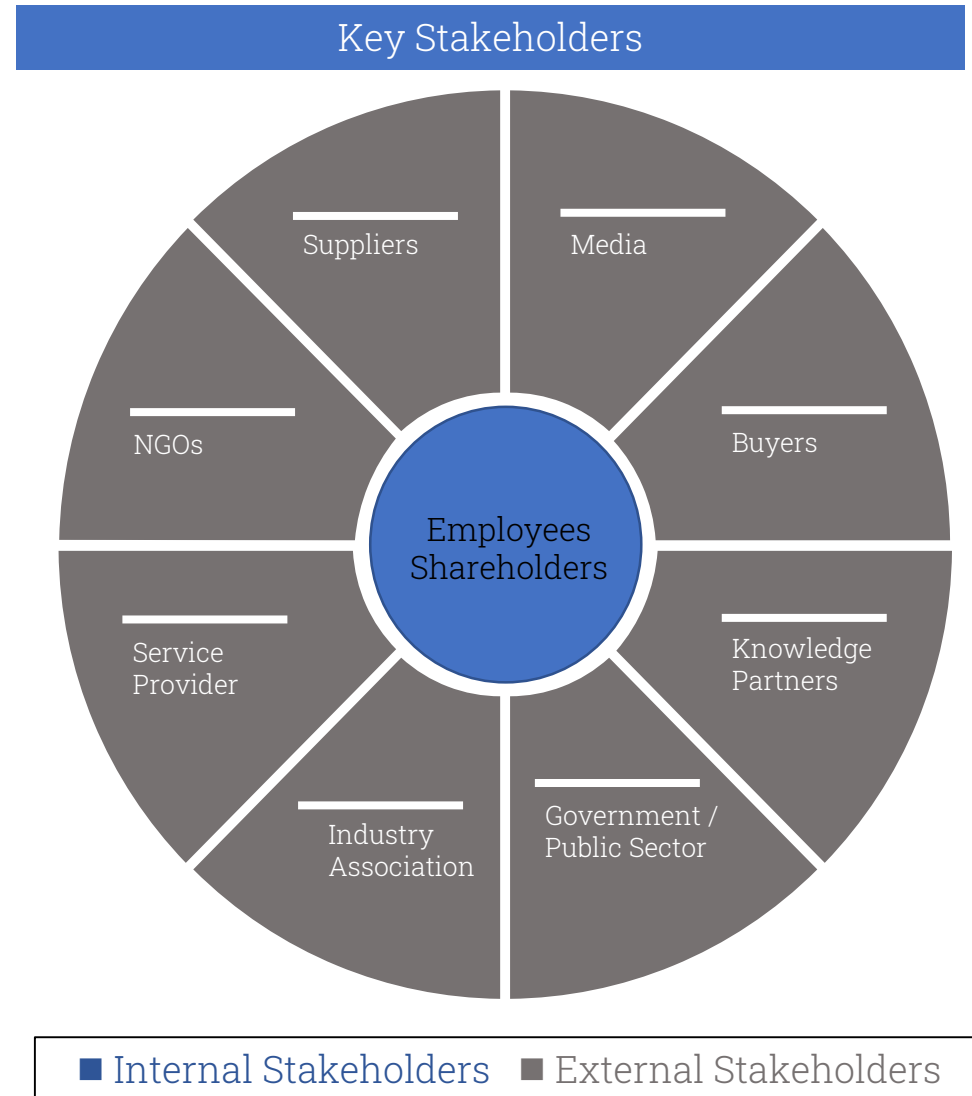 Key Stakeholders
Suppliers
Media
NGOs
Buyers
Employees
Shareholders
Service
Provider
Knowledge
Partners
Industry
Association
Government /
Public Sector
Internal Stakeholders
External Stakeholders